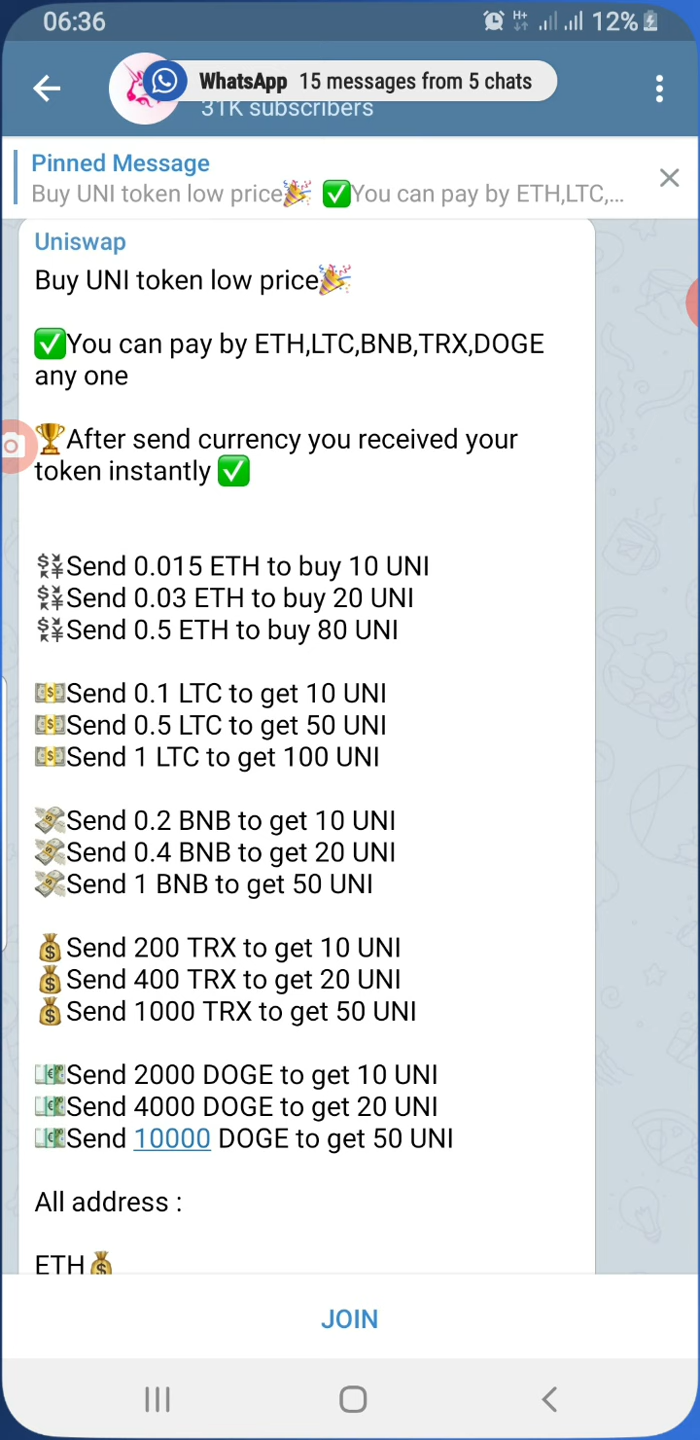 06:36
H+
12%
WhatsApp 15 messages from 5 chats
31K subscribers
Pinned Message
Buy UNI token low price🎉 ✅You can pay by ETH,LTC,...
Uniswap
Buy UNI token low price🎉
✅You can pay by ETH,LTC,BNB,TRX,DOGE
any one
🏆After send currency you received your
token instantly ✅
💱Send 0.015 ETH to buy 10 UNI
💱Send 0.03 ETH to buy 20 UNI
💱Send 0.5 ETH to buy 80 UNI
💵Send 0.1 LTC to get 10 UNI
💵Send 0.5 LTC to get 50 UNI
💵Send 1 LTC to get 100 UNI
💸Send 0.2 BNB to get 10 UNI
💸Send 0.4 BNB to get 20 UNI
💸Send 1 BNB to get 50 UNI
💰Send 200 TRX to get 10 UNI
💰Send 400 TRX to get 20 UNI
💰Send 1000 TRX to get 50 UNI
💶Send 2000 DOGE to get 10 UNI
💶Send 4000 DOGE to get 20 UNI
💶Send 10000 DOGE to get 50 UNI
All address :
ETH💰
JOIN